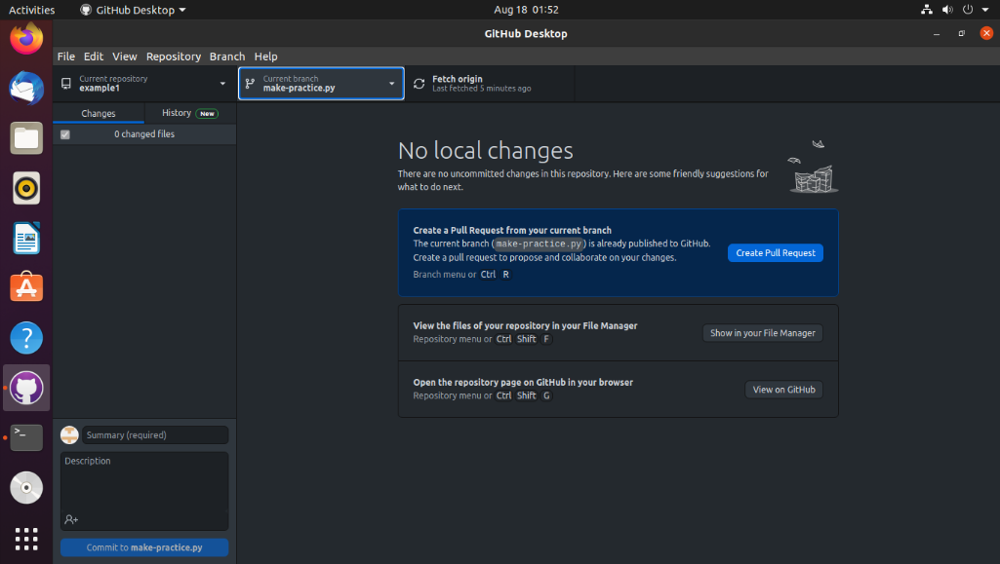 Activities
GitHub Desktop
Aug 18 01:52
GitHub Desktop
File Edit View Repository Branch Help
Current repository
example1
Current branch
make-practice.py
Fetch origin
Last fetched 5 minutes ago
Changes
History New
0 changed files
No local changes
There are no uncommitted changes in this repository. Here are some friendly suggestions for
what to do next.
Create a Pull Request from your current branch
The current branch (make-practice.py) is already published to GitHub.
Create a pull request to propose and collaborate on your changes.
Branch menu or Ctrl R
Create Pull Request
View the files of your repository in your File Manager
Repository menu or Ctrl Shift F
Show in your File Manager
Open the repository page on GitHub in your browser
Repository menu or Ctrl Shift G
View on GitHub
Summary (required)
Description
Commit to make-practice.py